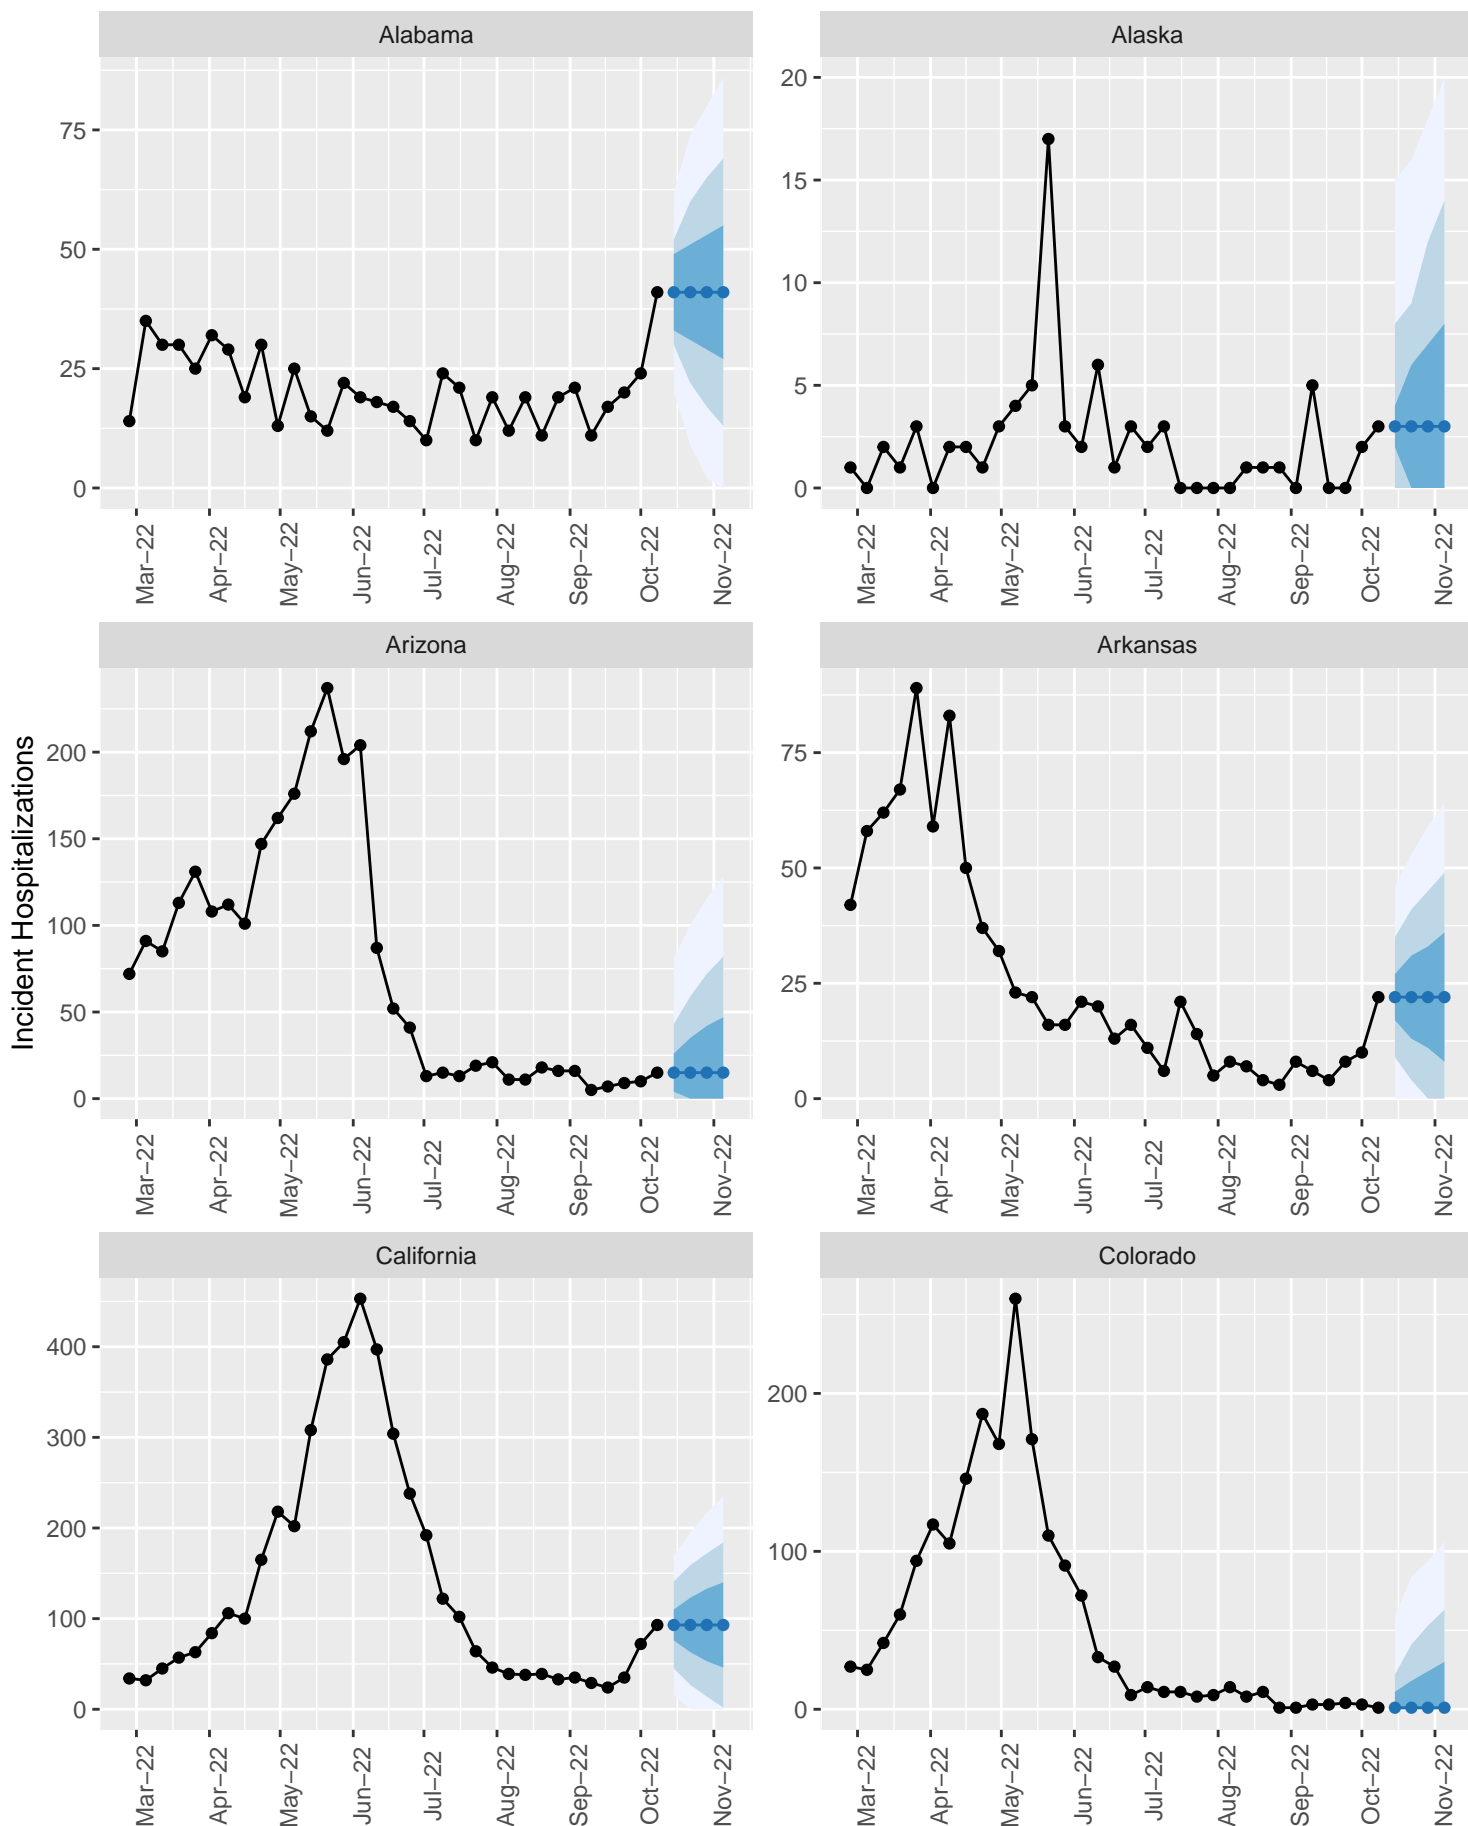 Alabama
75
50
25
0
Mar−22
Apr−22
May−22
Jun−22
Jul−22
Aug−22
Sep−22
Oct−22
Nov−22
Alaska
20
15
10
5
0
Mar−22
Apr−22
May−22
Jun−22
Jul−22
Aug−22
Sep−22
Oct−22
Nov−22
Incident Hospitalizations
Arizona
200
150
100
50
0
Mar−22
Apr−22
May−22
Jun−22
Jul−22
Aug−22
Sep−22
Oct−22
Nov−22
Arkansas
75
50
25
0
Mar−22
Apr−22
May−22
Jun−22
Jul−22
Aug−22
Sep−22
Oct−22
Nov−22
California
400
300
200
100
0
Mar−22
Apr−22
May−22
Jun−22
Jul−22
Aug−22
Sep−22
Oct−22
Nov−22
Colorado
200
100
0
Mar−22
Apr−22
May−22
Jun−22
Jul−22
Aug−22
Sep−22
Oct−22
Nov−22